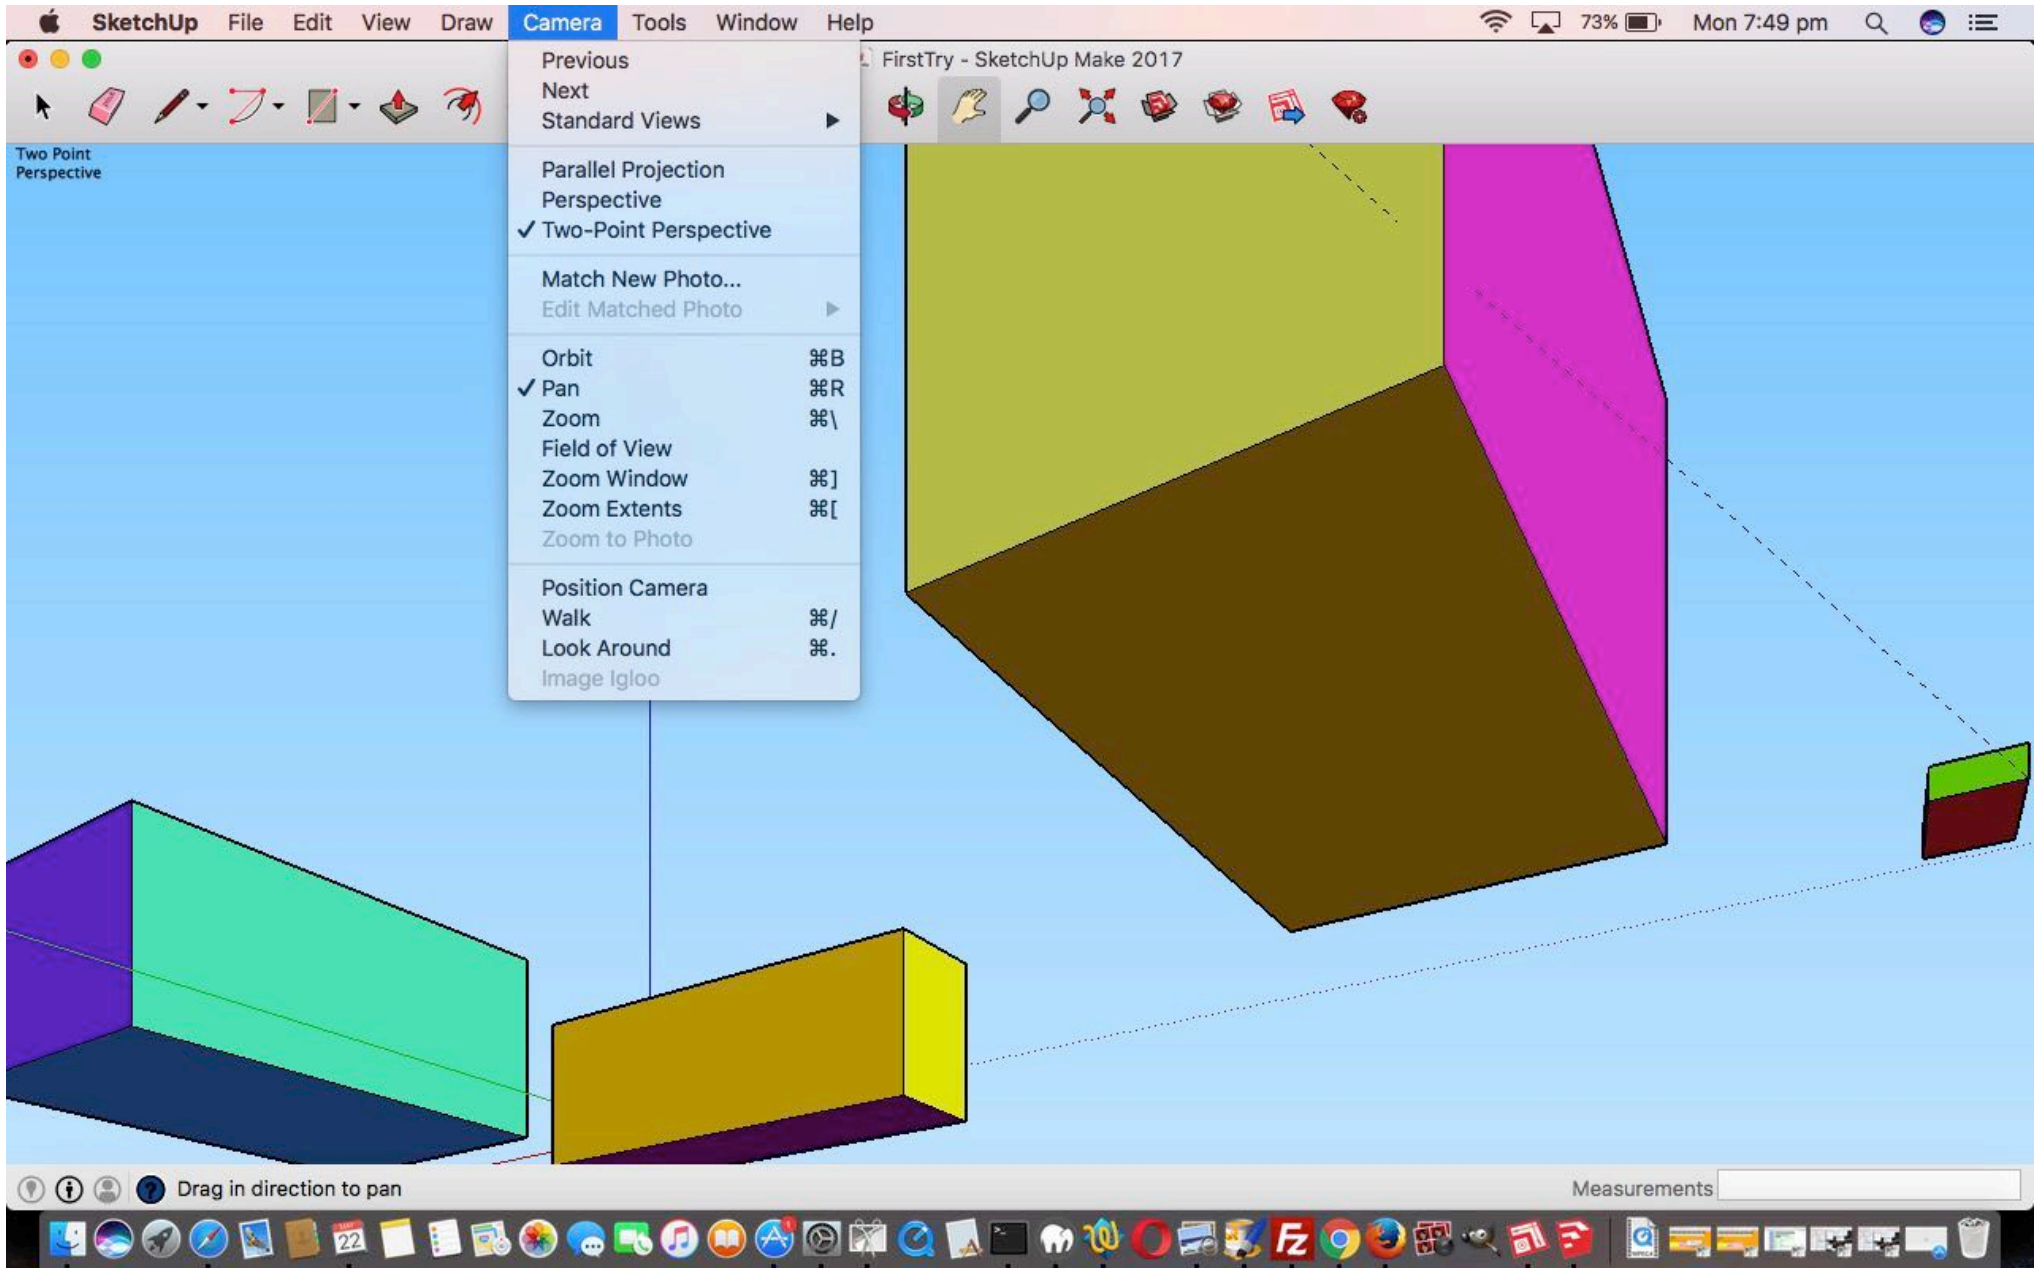 SketchUp File Edit View Draw Camera Tools Window Help 73% Mon 7:49 pm
FirstTry - SketchUp Make 2017
Two Point
Perspective
Previous
Next
Standard Views
Parallel Projection
Perspective
✓ Two-Point Perspective
Match New Photo...
Edit Matched Photo
Orbit ⌘B
✓ Pan ⌘R
Zoom ⌘\
Field of View
Zoom Window ⌘]
Zoom Extents ⌘[
Zoom to Photo
Position Camera
Walk ⌘/
Look Around ⌘.
Image Igloo
Drag in direction to pan
Measurements
22
Fz